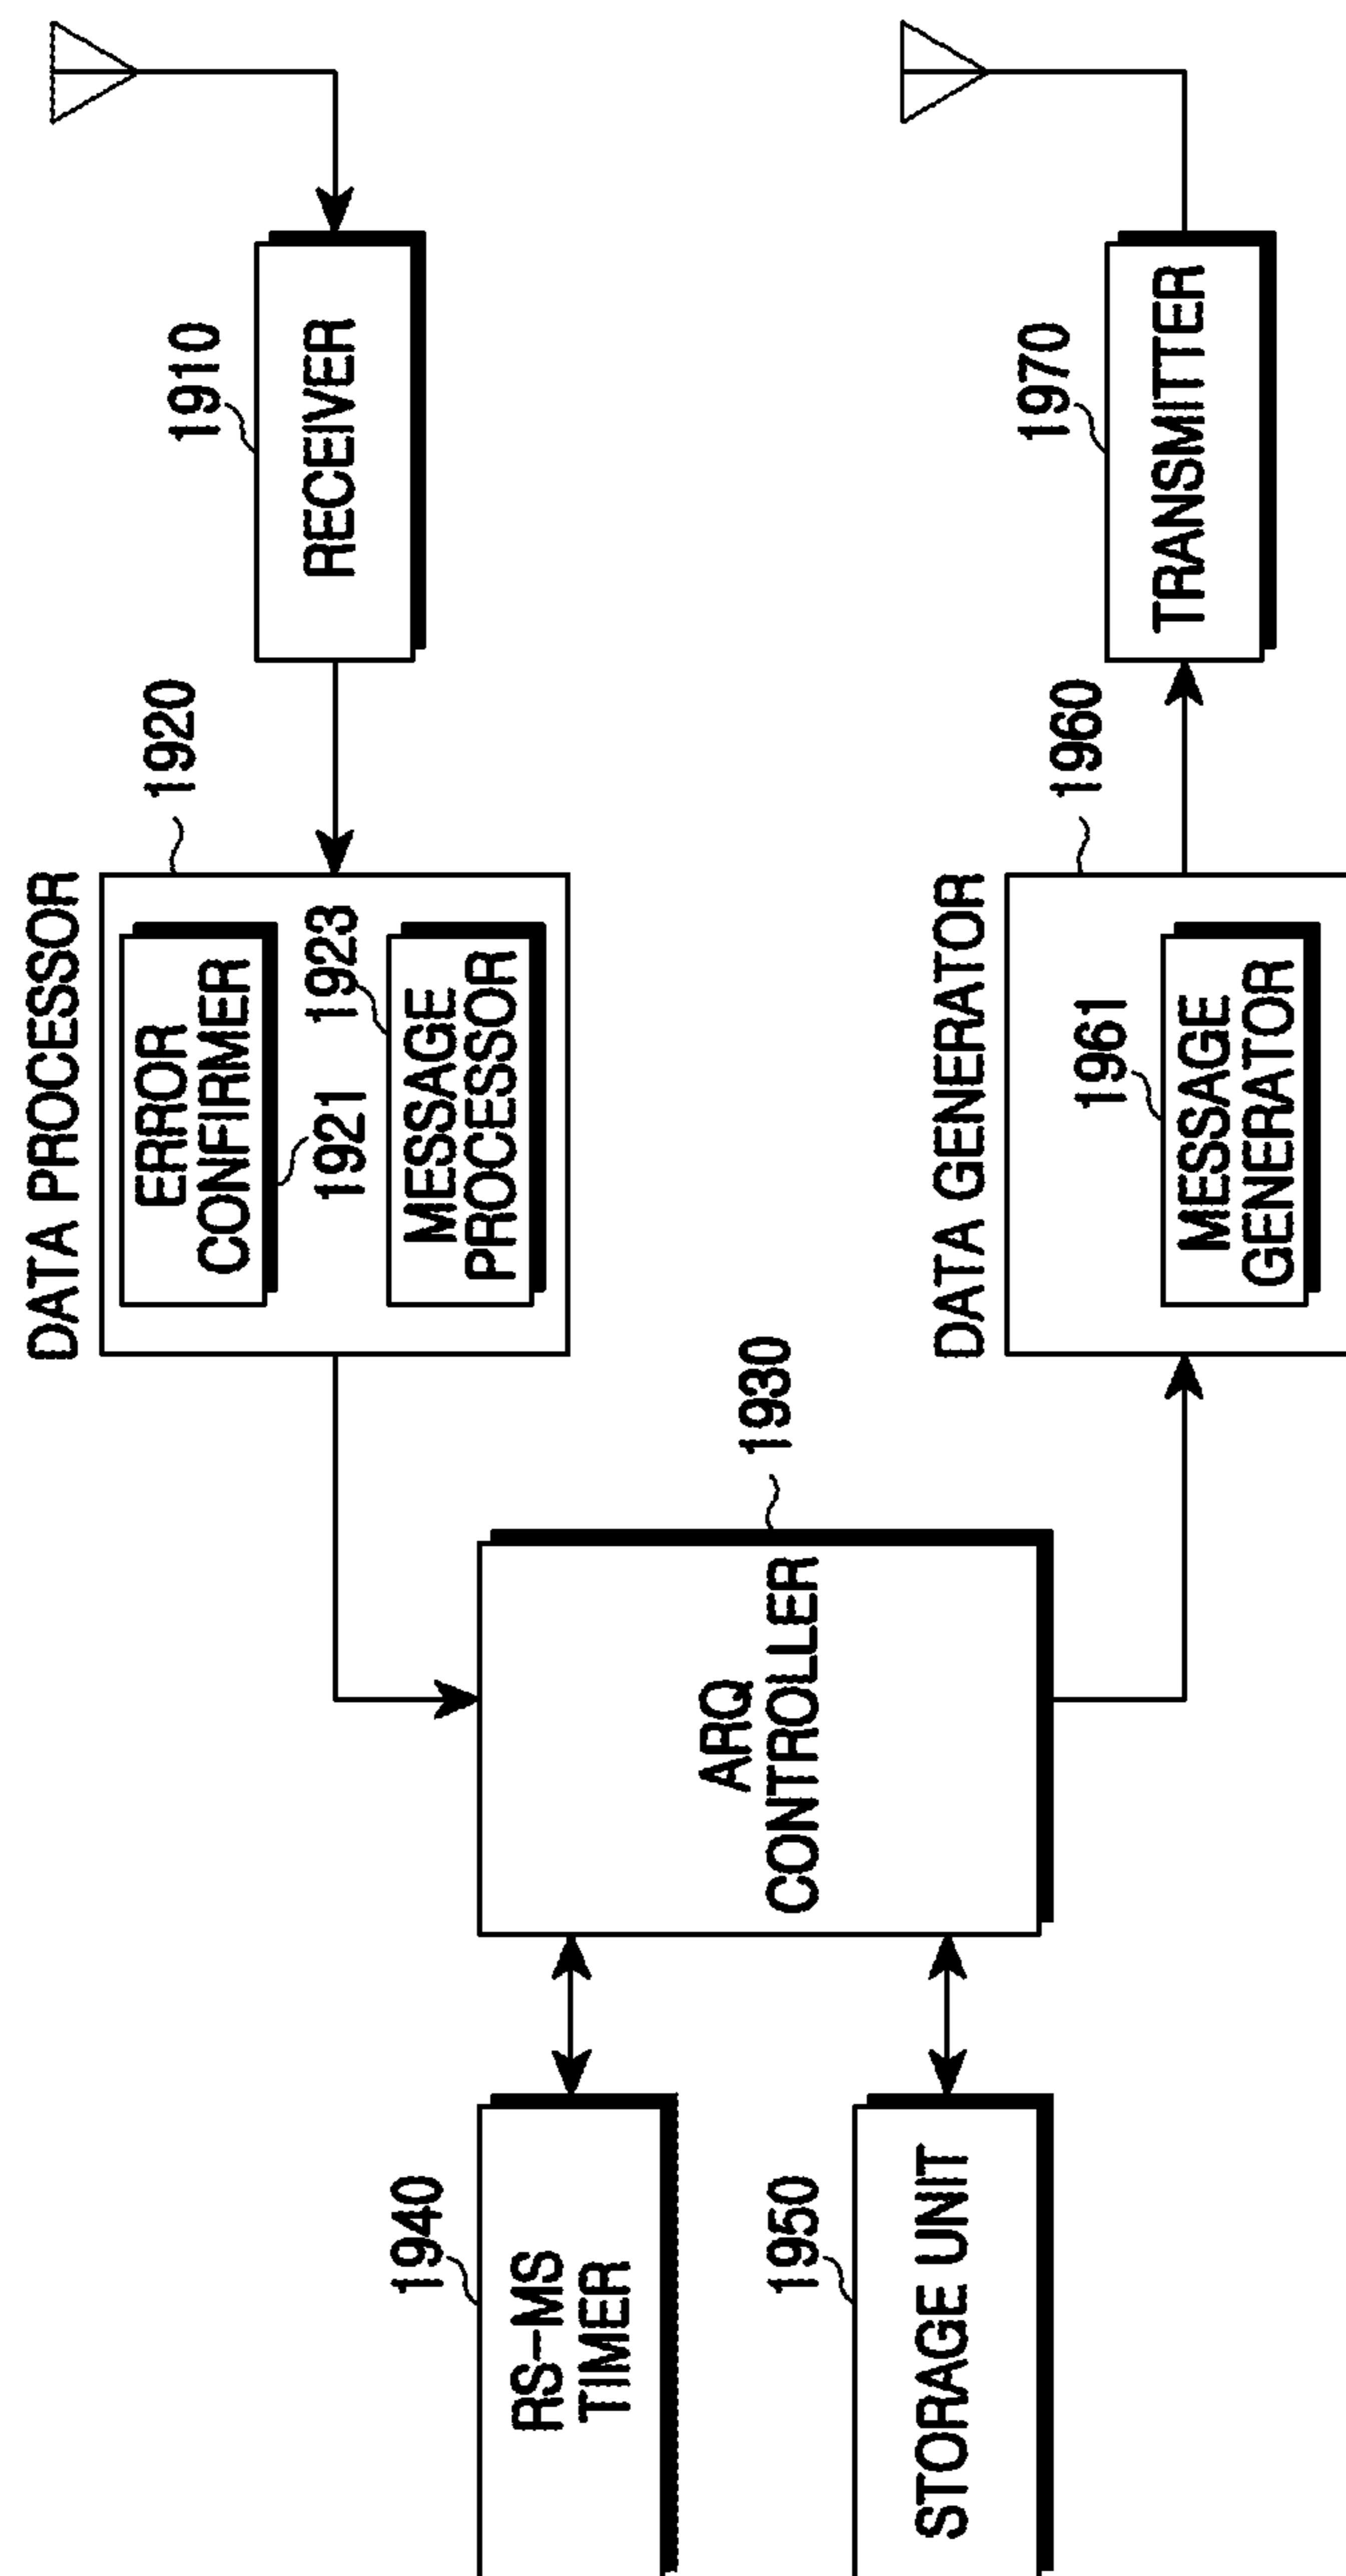 1910
RECEIVER
1920
DATA PROCESSOR
ERROR
CONFIRMER
1921
1923
MESSAGE
PROCESSOR
1930
ARQ
CONTROLLER
1940
RS-MS
TIMER
1950
STORAGE UNIT
1960
DATA GENERATOR
1961
MESSAGE
GENERATOR
1970
TRANSMITTER